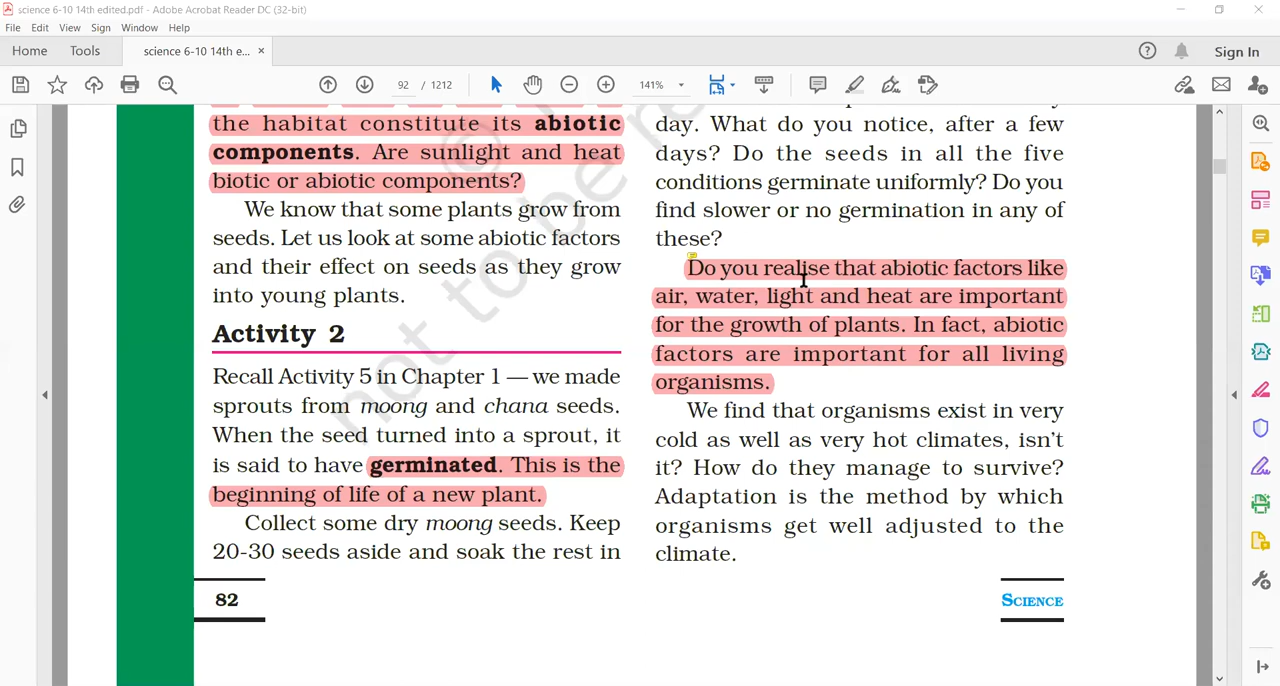 science 6-10 14th edited.pdf - Adobe Acrobat Reader DC (32-bit)
File Edit View Sign Window Help
Home Tools science 6-10 14th e... × Sign In
92 / 1212 141%
the habitat constitute its abiotic
components. Are sunlight and heat
biotic or abiotic components?
We know that some plants grow from
seeds. Let us look at some abiotic factors
and their effect on seeds as they grow
into young plants.
Activity 2
Recall Activity 5 in Chapter 1 — we made
sprouts from moong and chana seeds.
When the seed turned into a sprout, it
is said to have germinated. This is the
beginning of life of a new plant.
Collect some dry moong seeds. Keep
20-30 seeds aside and soak the rest in
82
day. What do you notice, after a few
days? Do the seeds in all the five
conditions germinate uniformly? Do you
find slower or no germination in any of
these?
Do you realise that abiotic factors like
air, water, light and heat are important
for the growth of plants. In fact, abiotic
factors are important for all living
organisms.
We find that organisms exist in very
cold as well as very hot climates, isn't
it? How do they manage to survive?
Adaptation is the method by which
organisms get well adjusted to the
climate.
SCIENCE
©
not to be re